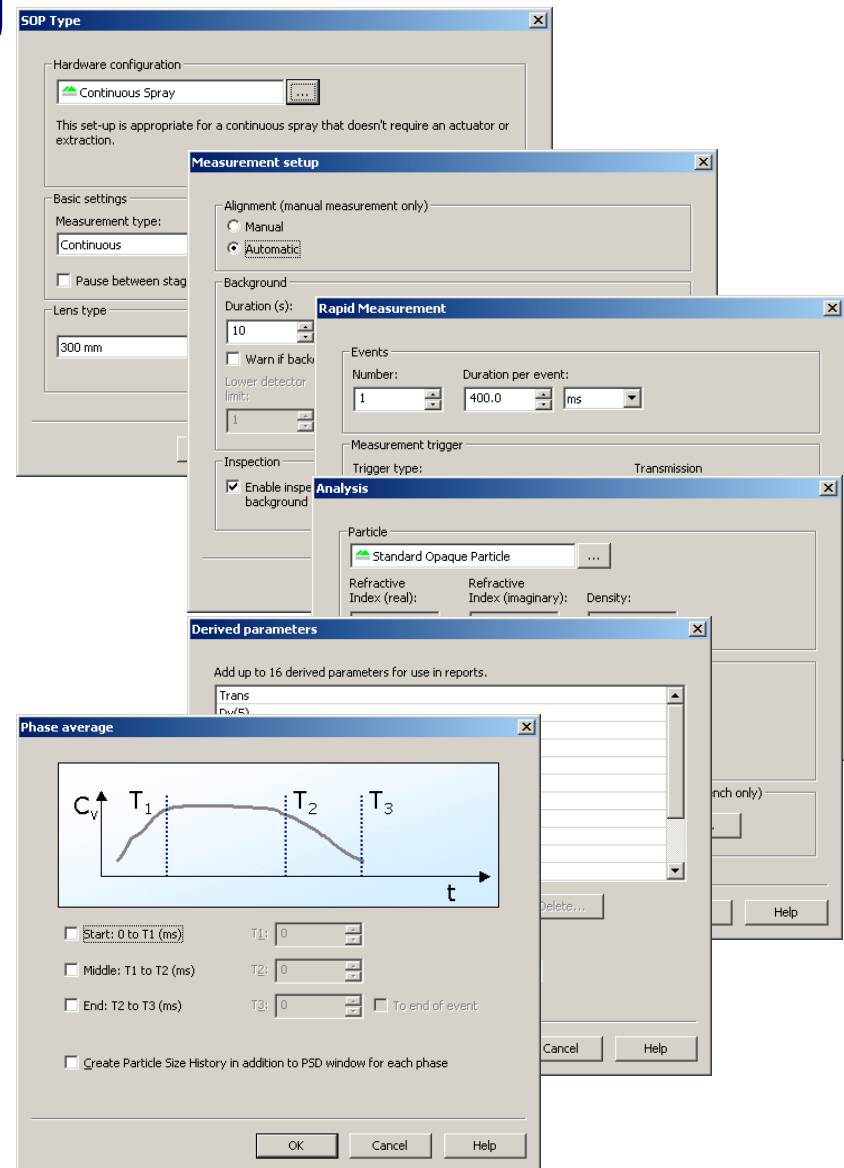 SOP Type
Hardware configuration
Continuous Spray
...
This set-up is appropriate for a continuous spray that doesn't require an actuator or
extraction.
Basic settings
Measurement type:
Continuous
Pause between stag
Lens type
300 mm
Measurement setup
Alignment (manual measurement only)
Manual
Automatic
Background
Duration (s):
10
Warn if back
Lower detector
limit:
1
Inspection
Enable inspe
background
Rapid Measurement
Events
Number:
Duration per event:
1
400.0
ms
Measurement trigger
Trigger type:
Transmission
Analysis
Particle
Standard Opaque Particle
...
Refractive
Index (real):
Refractive
Index (imaginary):
Density:
nch only)
Help
Derived parameters
Add up to 16 derived parameters for use in reports.
Trans
Dv(5)
Delete...
Cancel
Help
Phase average
Cv
T1
T2
T3
t
Start: 0 to T1 (ms)
T1:
0
Middle: T1 to T2 (ms)
T2:
0
End: T2 to T3 (ms)
T3:
0
To end of event
Create Particle Size History in addition to PSD window for each phase
OK
Cancel
Help